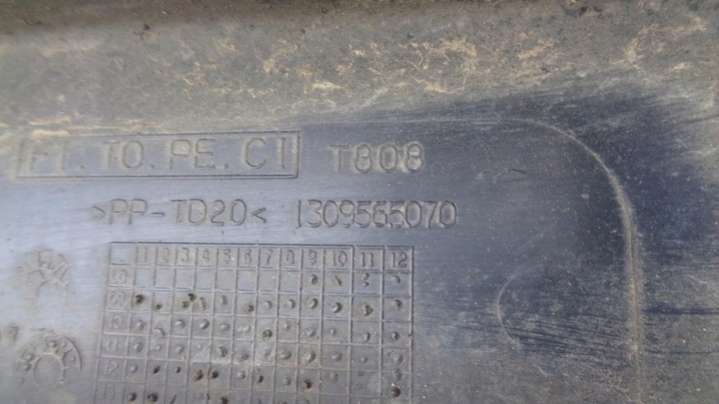 FI.TO.PE.CI T808
>PP-TD20< 1309565070
1 2 3 4 5 6 7 8 9 10 11 12